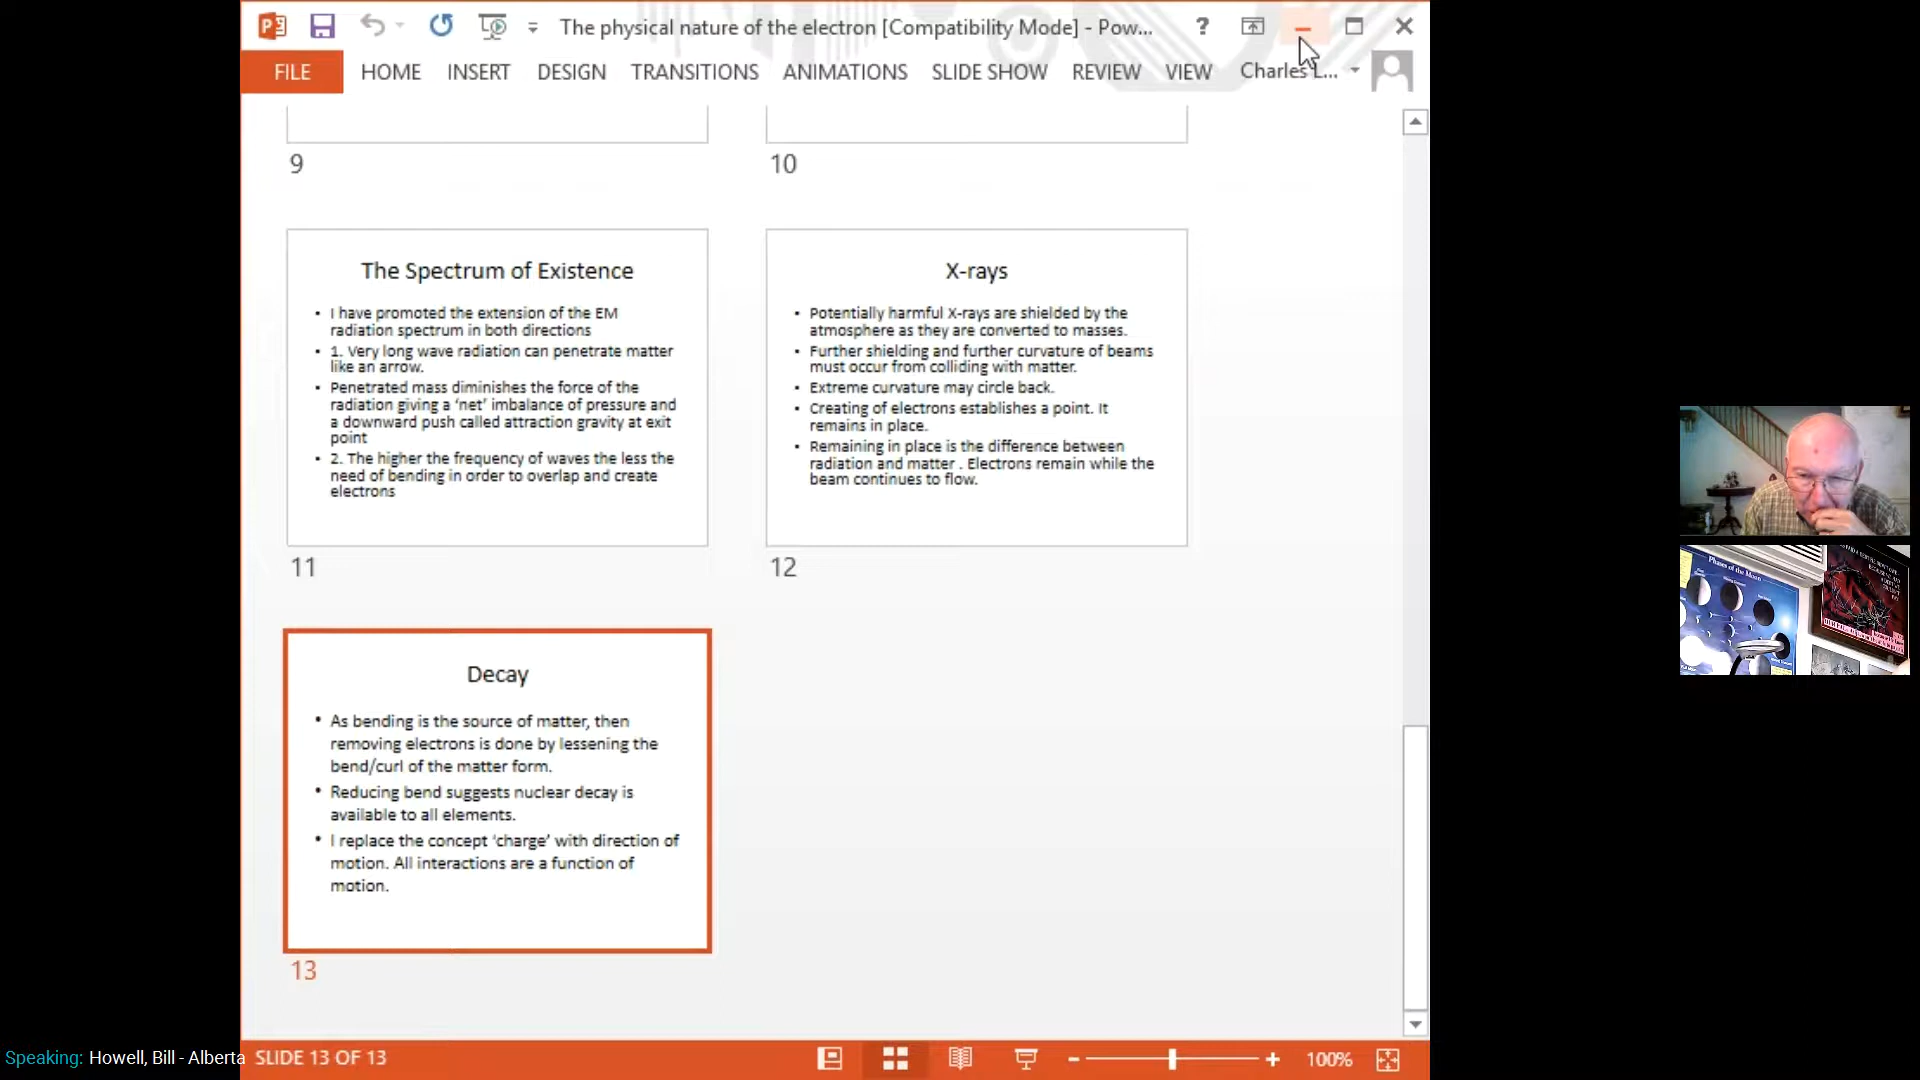 The physical nature of the electron [Compatibility Mode] - Pow...
?
FILE HOME INSERT DESIGN TRANSITIONS ANIMATIONS SLIDE SHOW REVIEW VIEW Charles L...
9
10
The Spectrum of Existence
• I have promoted the extension of the EM
radiation spectrum in both directions
• 1. Very long wave radiation can penetrate matter
like an arrow.
• Penetrated mass diminishes the force of the
radiation giving a ‘net’ imbalance of pressure and
a downward push called attraction gravity at exit
point
• 2. The higher the frequency of waves the less the
need of bending in order to overlap and create
electrons
11
X-rays
• Potentially harmful X-rays are shielded by the
atmosphere as they are converted to masses.
• Further shielding and further curvature of beams
must occur from colliding with matter.
• Extreme curvature may circle back.
• Creating of electrons establishes a point. It
remains in place.
• Remaining in place is the difference between
radiation and matter . Electrons remain while the
beam continues to flow.
12
Decay
• As bending is the source of matter, then
removing electrons is done by lessening the
bend/curl of the matter form.
• Reducing bend suggests nuclear decay is
available to all elements.
• I replace the concept ‘charge’ with direction of
motion. All interactions are a function of
motion.
13
Phases of the Moon
Speaking: Howell, Bill - Alberta
SLIDE 13 OF 13
100%